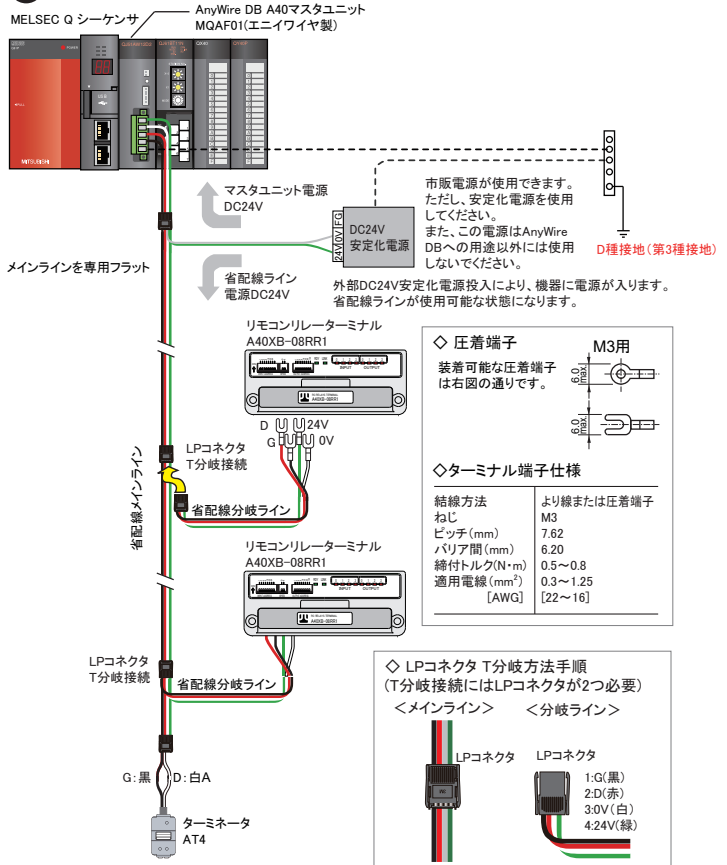 AnyWire DB A40マスタユニット
MELSEC Q シーケンサ
MQAF01(エニイワイヤ製)
POWER
USB
QX40
MITSUBISHI
マスタユニット電源
DC24V
24V
0V
FG
DC24V
安定化電源
市販電源が使用できます。
ただし、安定化電源を使用
してください。
また、この電源はAnyWire
DBへの用途以外には使用
しないでください。
D種接地(第3種接地)
メインラインを専用フラット
省配線ライン
電源DC24V
外部DC24V安定化電源投入により、機器に電源が入ります。
省配線ラインが使用可能な状態になります。
リモコンリレーターミナル
A40XB-08RR1
INPUT
OUTPUT
A40XB-08RR1
D
24V
G
0V
LPコネクタ
T分岐接続
省配線分岐ライン
省配線メインライン
リモコンリレーターミナル
A40XB-08RR1
INPUT
OUTPUT
A40XB-08RR1
LPコネクタ
T分岐接続
省配線分岐ライン
G:黒
D:白A
ターミネータ
AT4
◇ 圧着端子
M3用
装着可能な圧着端子
は右図の通りです。
6.0
max.
6.0
max.
◇ターミナル端子仕様
結線方法 より線または圧着端子
ねじ M3
ピッチ(mm) 7.62
バリア間(mm) 6.20
締付トルク(N・m) 0.5~0.8
適用電線(mm²) 0.3~1.25
[AWG] [22~16]
◇ LPコネクタ T分岐方法手順
(T分岐接続にはLPコネクタが2つ必要)
<メインライン> <分岐ライン>
LPコネクタ
LPコネクタ
1:G(黒)
2:D(赤)
3:0V(白)
4:24V(緑)